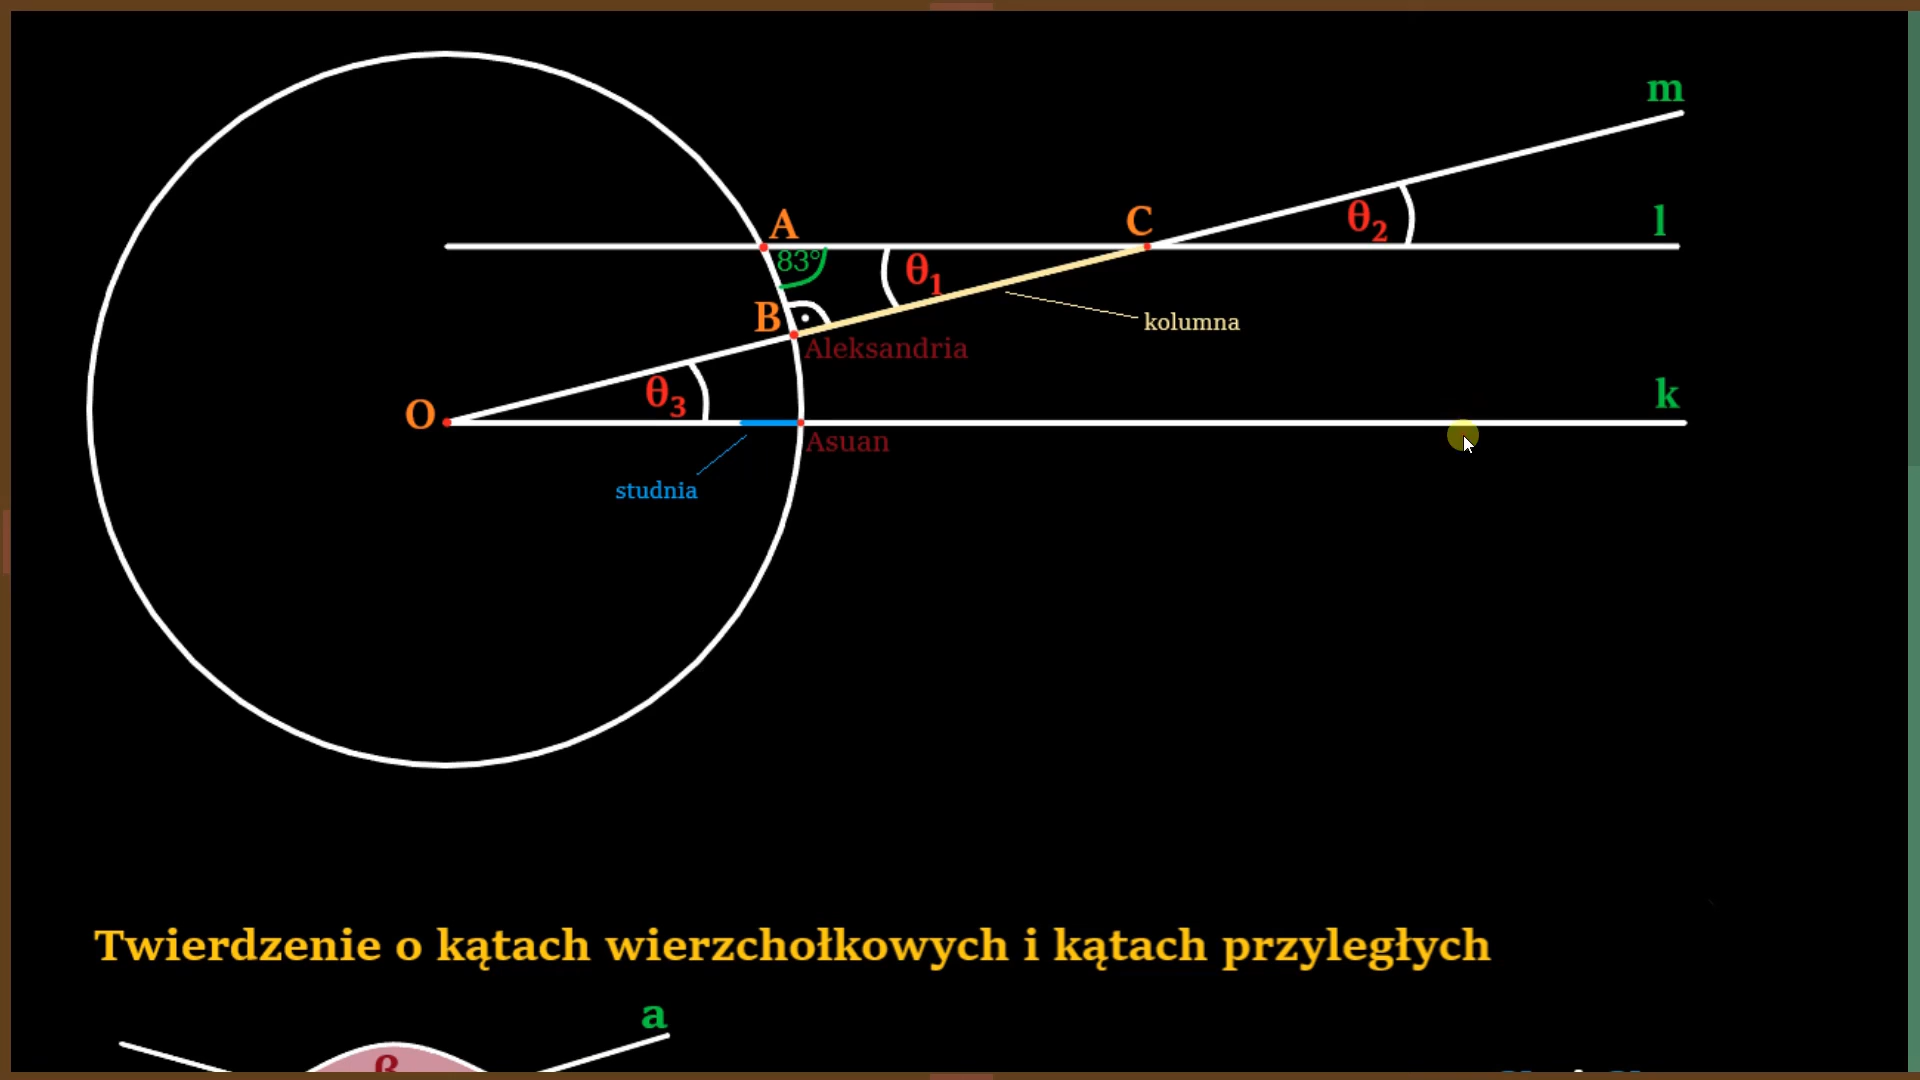 m
A
C
θ2
l
83°
θ1
B
kolumna
Aleksandria
θ3
k
O
Asuan
studnia
Twierdzenie o kątach wierzchołkowych i kątach przyległych
a
β